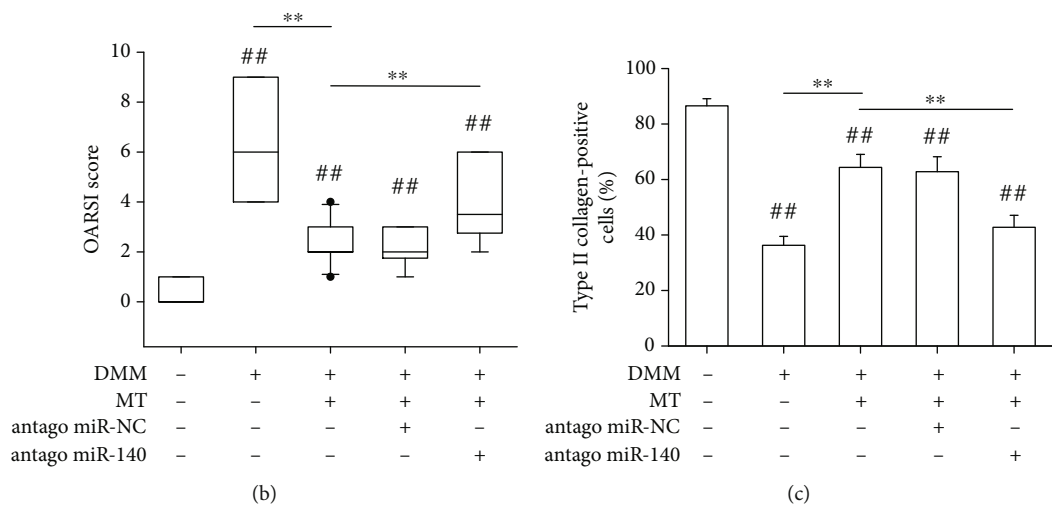 **
10
##
8
**
##
6
OARSI score
##
##
4
2
0
DMM – + + + +
MT – – + + +
antago miR-NC – – – + –
antago miR-140 – – – – +
(b)
100
**
**
80
##
##
Type II collagen-positive
cells (%)
60
##
##
40
20
0
DMM – + + + +
MT – – + + +
antago miR-NC – – – + –
antago miR-140 – – – – +
(c)